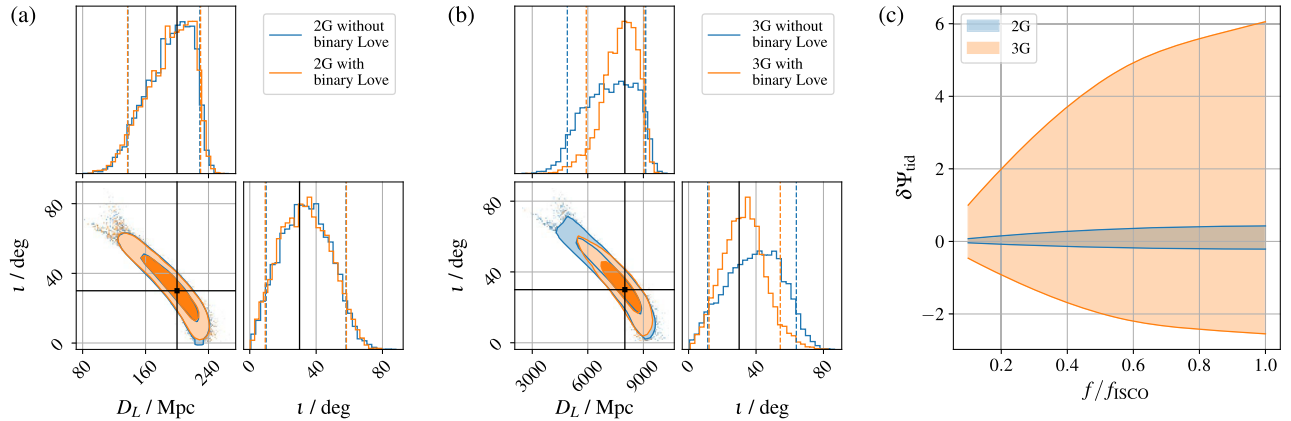 (a)
2G without
binary Love
2G with
binary Love
80
40
0
ι / deg
80
160
240
D_L / Mpc
0
40
80
ι / deg
(b)
3G without
binary Love
3G with
binary Love
80
40
0
ι / deg
3000
6000
9000
D_L / Mpc
0
40
80
ι / deg
(c)
2G
3G
6
4
2
0
−2
δΨ_tid
0.2
0.4
0.6
0.8
1.0
f/f_ISCO